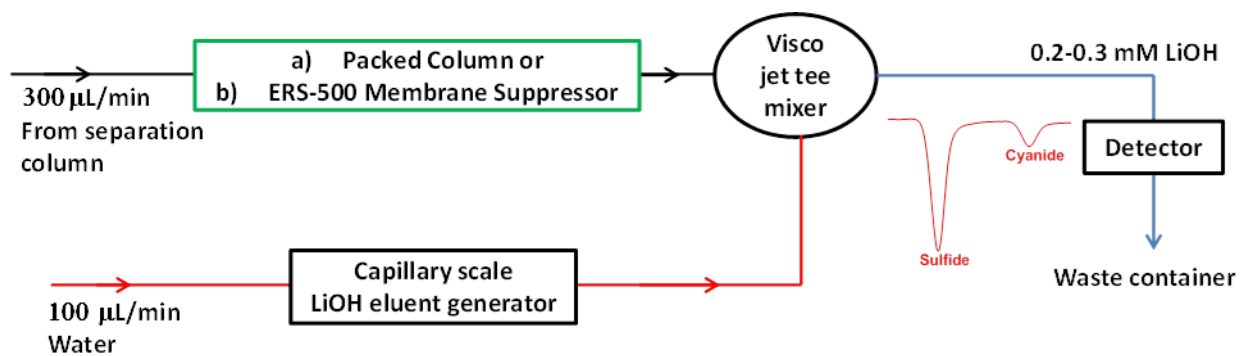 a) Packed Column or
b) ERS-500 Membrane Suppressor
300 μL/min
From separation
column
Visco
jet tee
mixer
0.2-0.3 mM LiOH
Sulfide
Cyanide
Detector
Waste container
Capillary scale
LiOH eluent generator
100 μL/min
Water